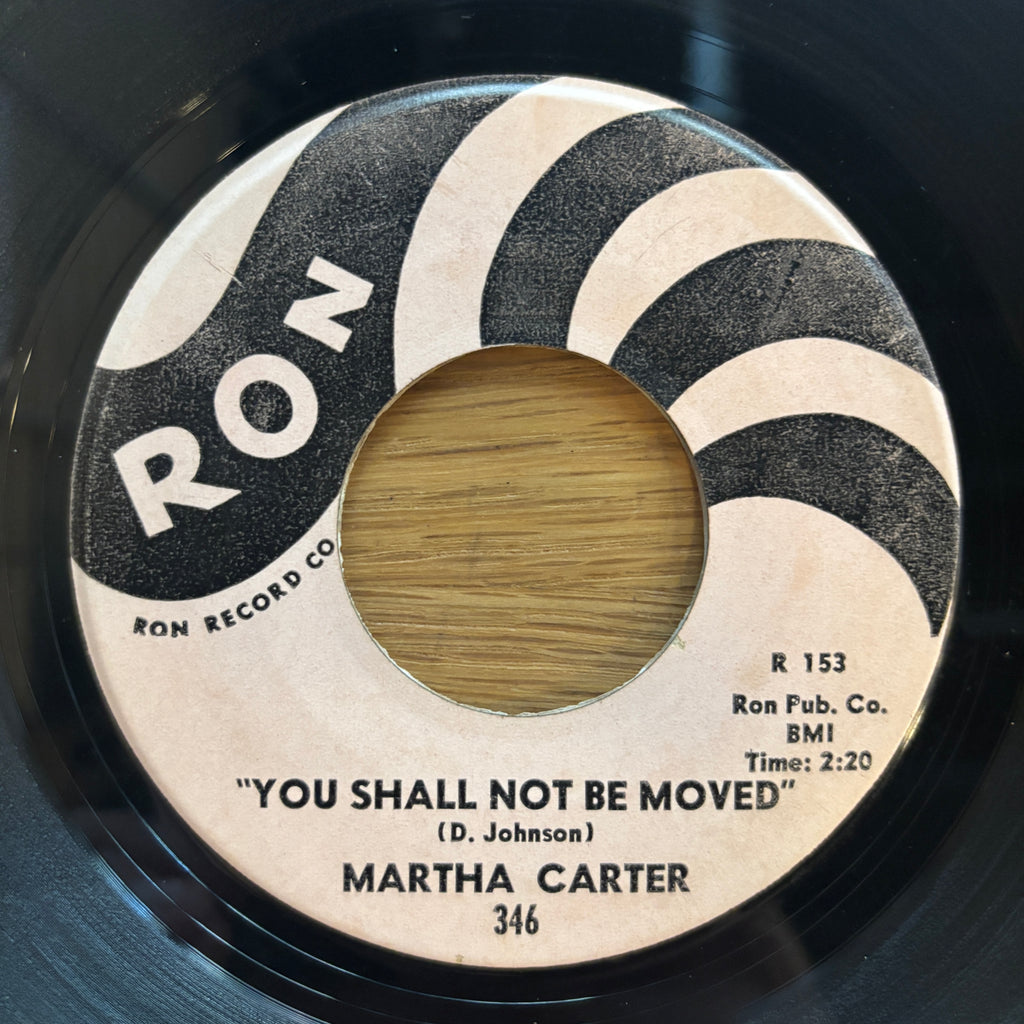 RON
RON RECORD CO
R 153
Ron Pub. Co.
BMI
Time: 2:20
"YOU SHALL NOT BE MOVED"
(D. Johnson)
MARTHA CARTER
346